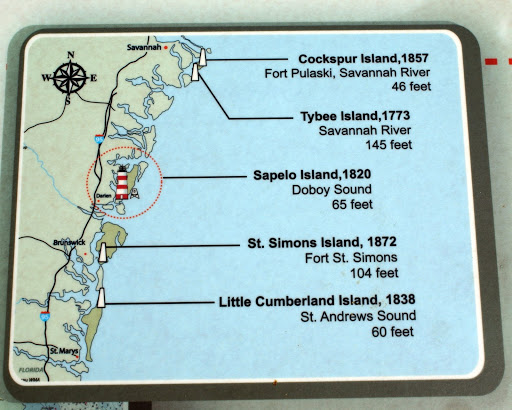 Savannah
N
W E
S
Cockspur Island,1857
Fort Pulaski, Savannah River
46 feet
Tybee Island,1773
Savannah River
145 feet
Sapelo Island,1820
Doboy Sound
65 feet
Darien
St. Simons Island, 1872
Fort St. Simons
104 feet
Brunswick
Little Cumberland Island, 1838
St. Andrews Sound
60 feet
St. Marys
FLORIDA